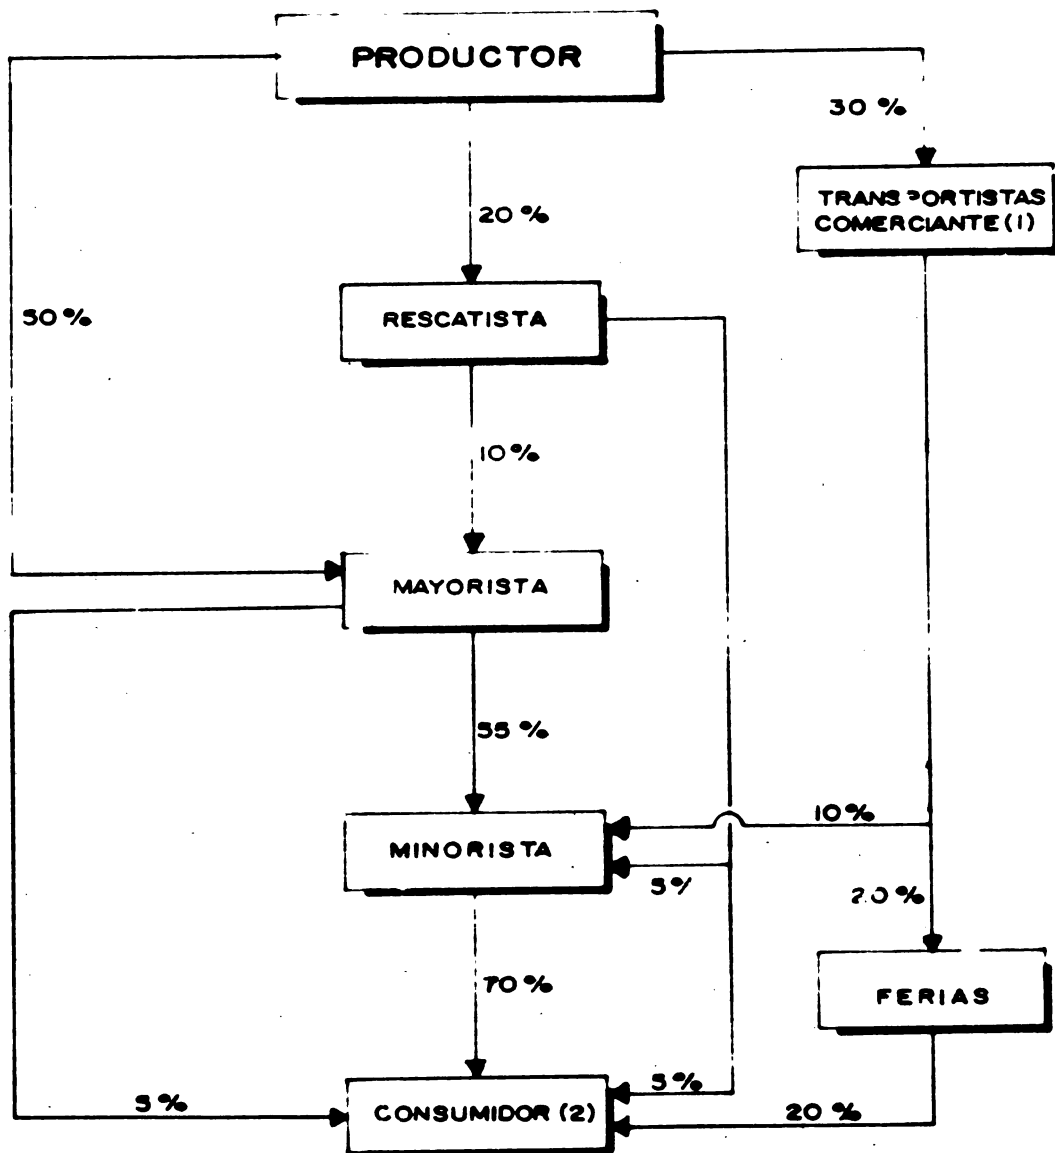 PRODUCTOR
30 %
TRANSPORTISTAS
COMERCIANTE (1)
20 %
50 %
RESCATISTA
10 %
MAYORISTA
55 %
10 %
MINORISTA
5 %
20 %
70 %
FERIAS
5 %
5 %
CONSUMIDOR (2)
20 %